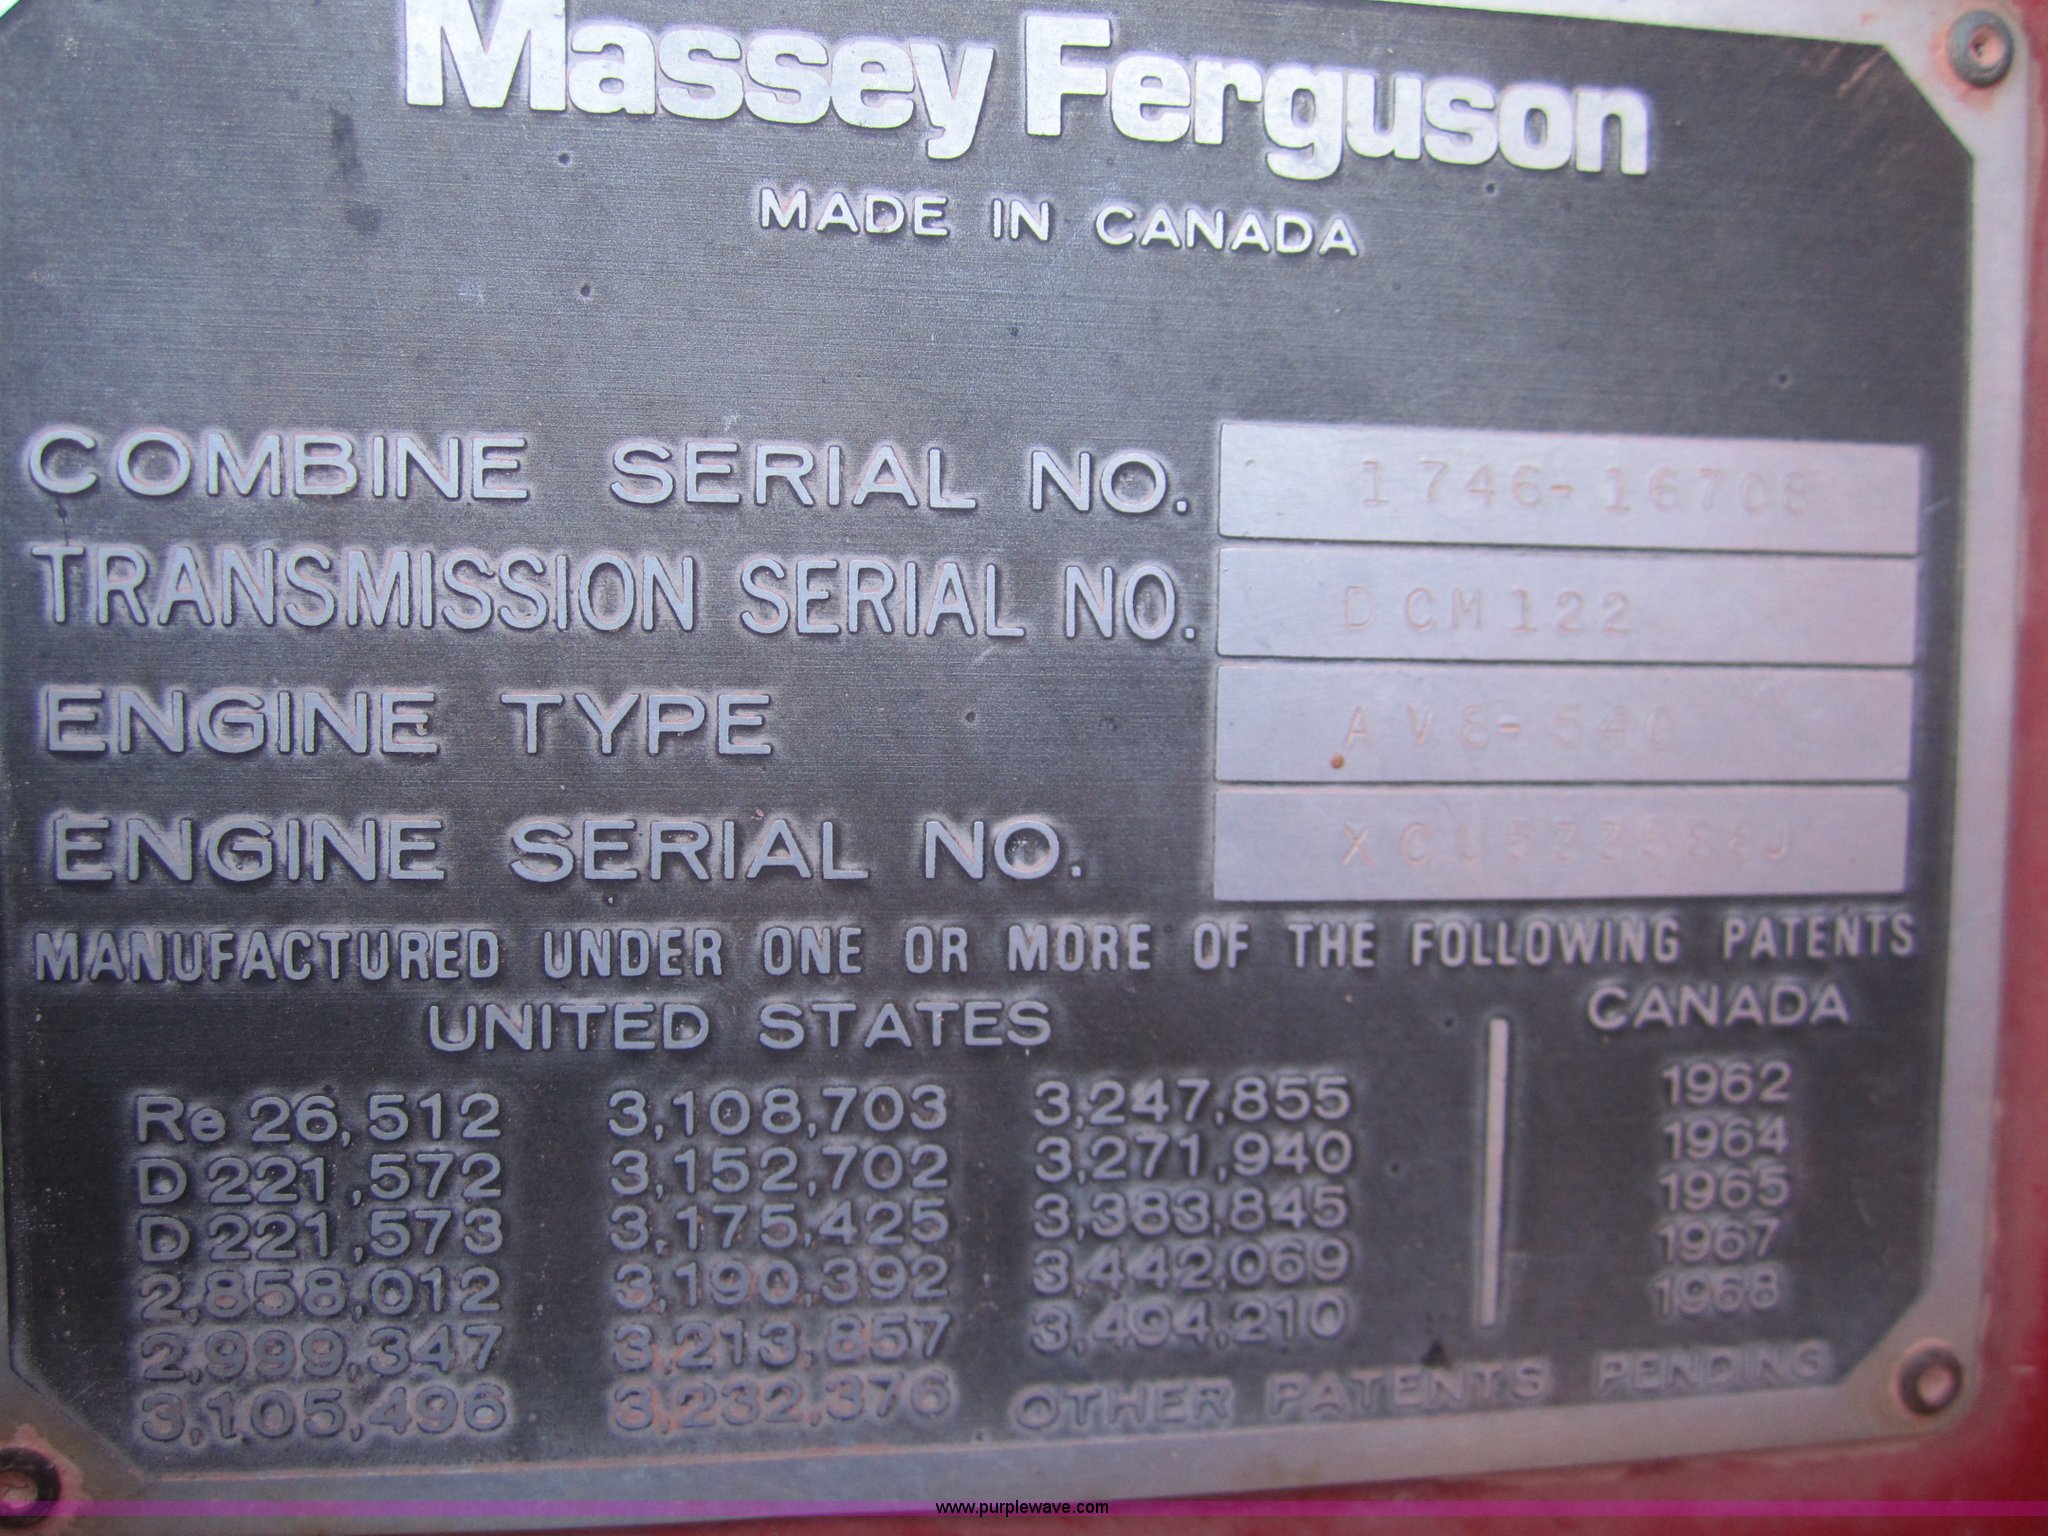 Massey Ferguson
MADE IN CANADA
COMBINE SERIAL NO. 1746-16708
TRANSMISSION SERIAL NO. DCM122
ENGINE TYPE AV8-540
ENGINE SERIAL NO.
MANUFACTURED UNDER ONE OR MORE OF THE FOLLOWING PATENTS
UNITED STATES CANADA
Re 26,512 3,108,703 3,247,855 1962
D 221,572 3,152,702 3,271,940 1964
D 221,573 3,175,425 3,383,845 1965
2,858,012 3,190,392 3,442,069 1967
2,999,347 3,213,857 3,494,210 1968
3,105,496 3,232,376 OTHER PATENTS PENDING
www.purplewave.com